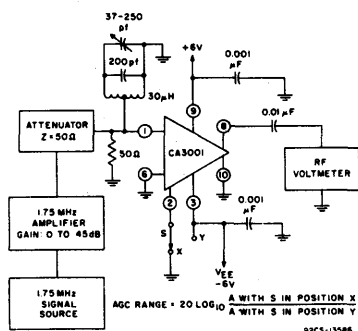 37-250
pf
200pf
30μH
+6V
0.001
μF
ATTENUATOR
Z = 50Ω
50Ω
1
6
2
3
9
8
10
CA3001
0.01 μF
RF
VOLTMETER
1.75 MHz
AMPLIFIER
GAIN: 0 TO 45dB
S
X
Y
0.001
μF
VEE
-6V
1.75 MHz
SIGNAL
SOURCE
AGC RANGE = 20 LOG10 A WITH S IN POSITION X
A WITH S IN POSITION Y
92CS-13586